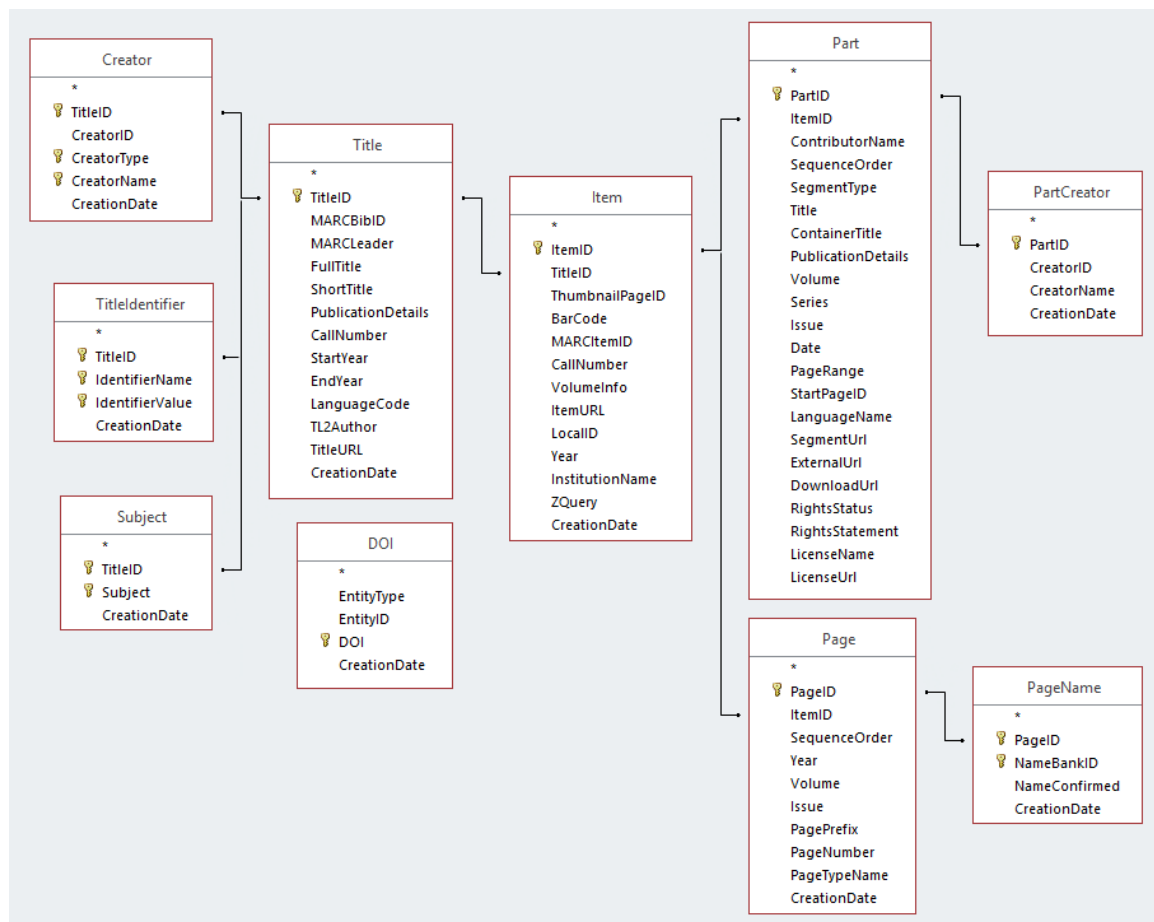 Creator
*
TitleID
CreatorID
CreatorType
CreatorName
CreationDate
TitleIdentifier
*
TitleID
IdentifierName
IdentifierValue
CreationDate
Subject
*
TitleID
Subject
CreationDate
Title
*
TitleID
MARCBibID
MARCLeader
FullTitle
ShortTitle
PublicationDetails
CallNumber
StartYear
EndYear
LanguageCode
TL2Author
TitleURL
CreationDate
DOI
*
EntityType
EntityID
DOI
CreationDate
Item
*
ItemID
TitleID
ThumbnailPageID
BarCode
MARCItemID
CallNumber
VolumeInfo
ItemURL
LocalID
Year
InstitutionName
ZQuery
CreationDate
Part
*
PartID
ItemID
ContributorName
SequenceOrder
SegmentType
Title
ContainerTitle
PublicationDetails
Volume
Series
Issue
Date
PageRange
StartPageID
LanguageName
SegmentUrl
ExternalUrl
DownloadUrl
RightsStatus
RightsStatement
LicenseName
LicenseUrl
Page
*
PageID
ItemID
SequenceOrder
Year
Volume
Issue
PagePrefix
PageNumber
PageTypeName
CreationDate
PartCreator
*
PartID
CreatorID
CreatorName
CreationDate
PageName
*
PageID
NameBankID
NameConfirmed
CreationDate